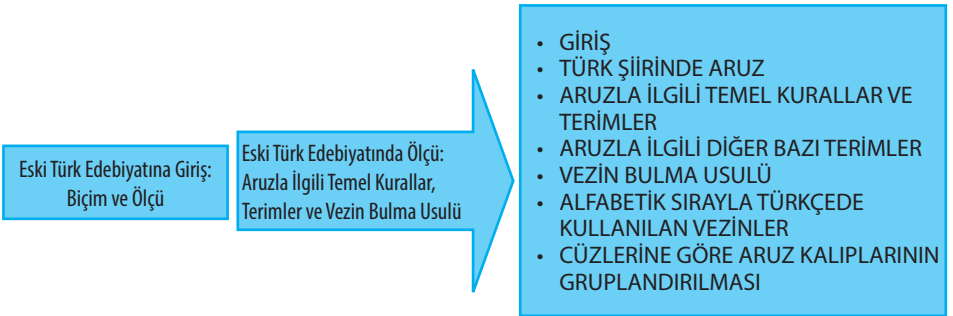 Eski Türk Edebiyatına Giriş:
Biçim ve Ölçü
Eski Türk Edebiyatında Ölçü:
Aruzla İlgili Temel Kurallar,
Terimler ve Vezin Bulma Usulü
• GİRİŞ
• TÜRK ŞİİRİNDE ARUZ
• ARUZLA İLGİLİ TEMEL KURALLAR VE
TERİMLER
• ARUZLA İLGİLİ DİĞER BAZI TERİMLER
• VEZİN BULMA USULÜ
• ALFABETİK SIRAYLA TÜRKÇEDE
KULLANILAN VEZİNLER
• CÜZLERİNE GÖRE ARUZ KALIPLARININ
GRUPLANDIRILMASI